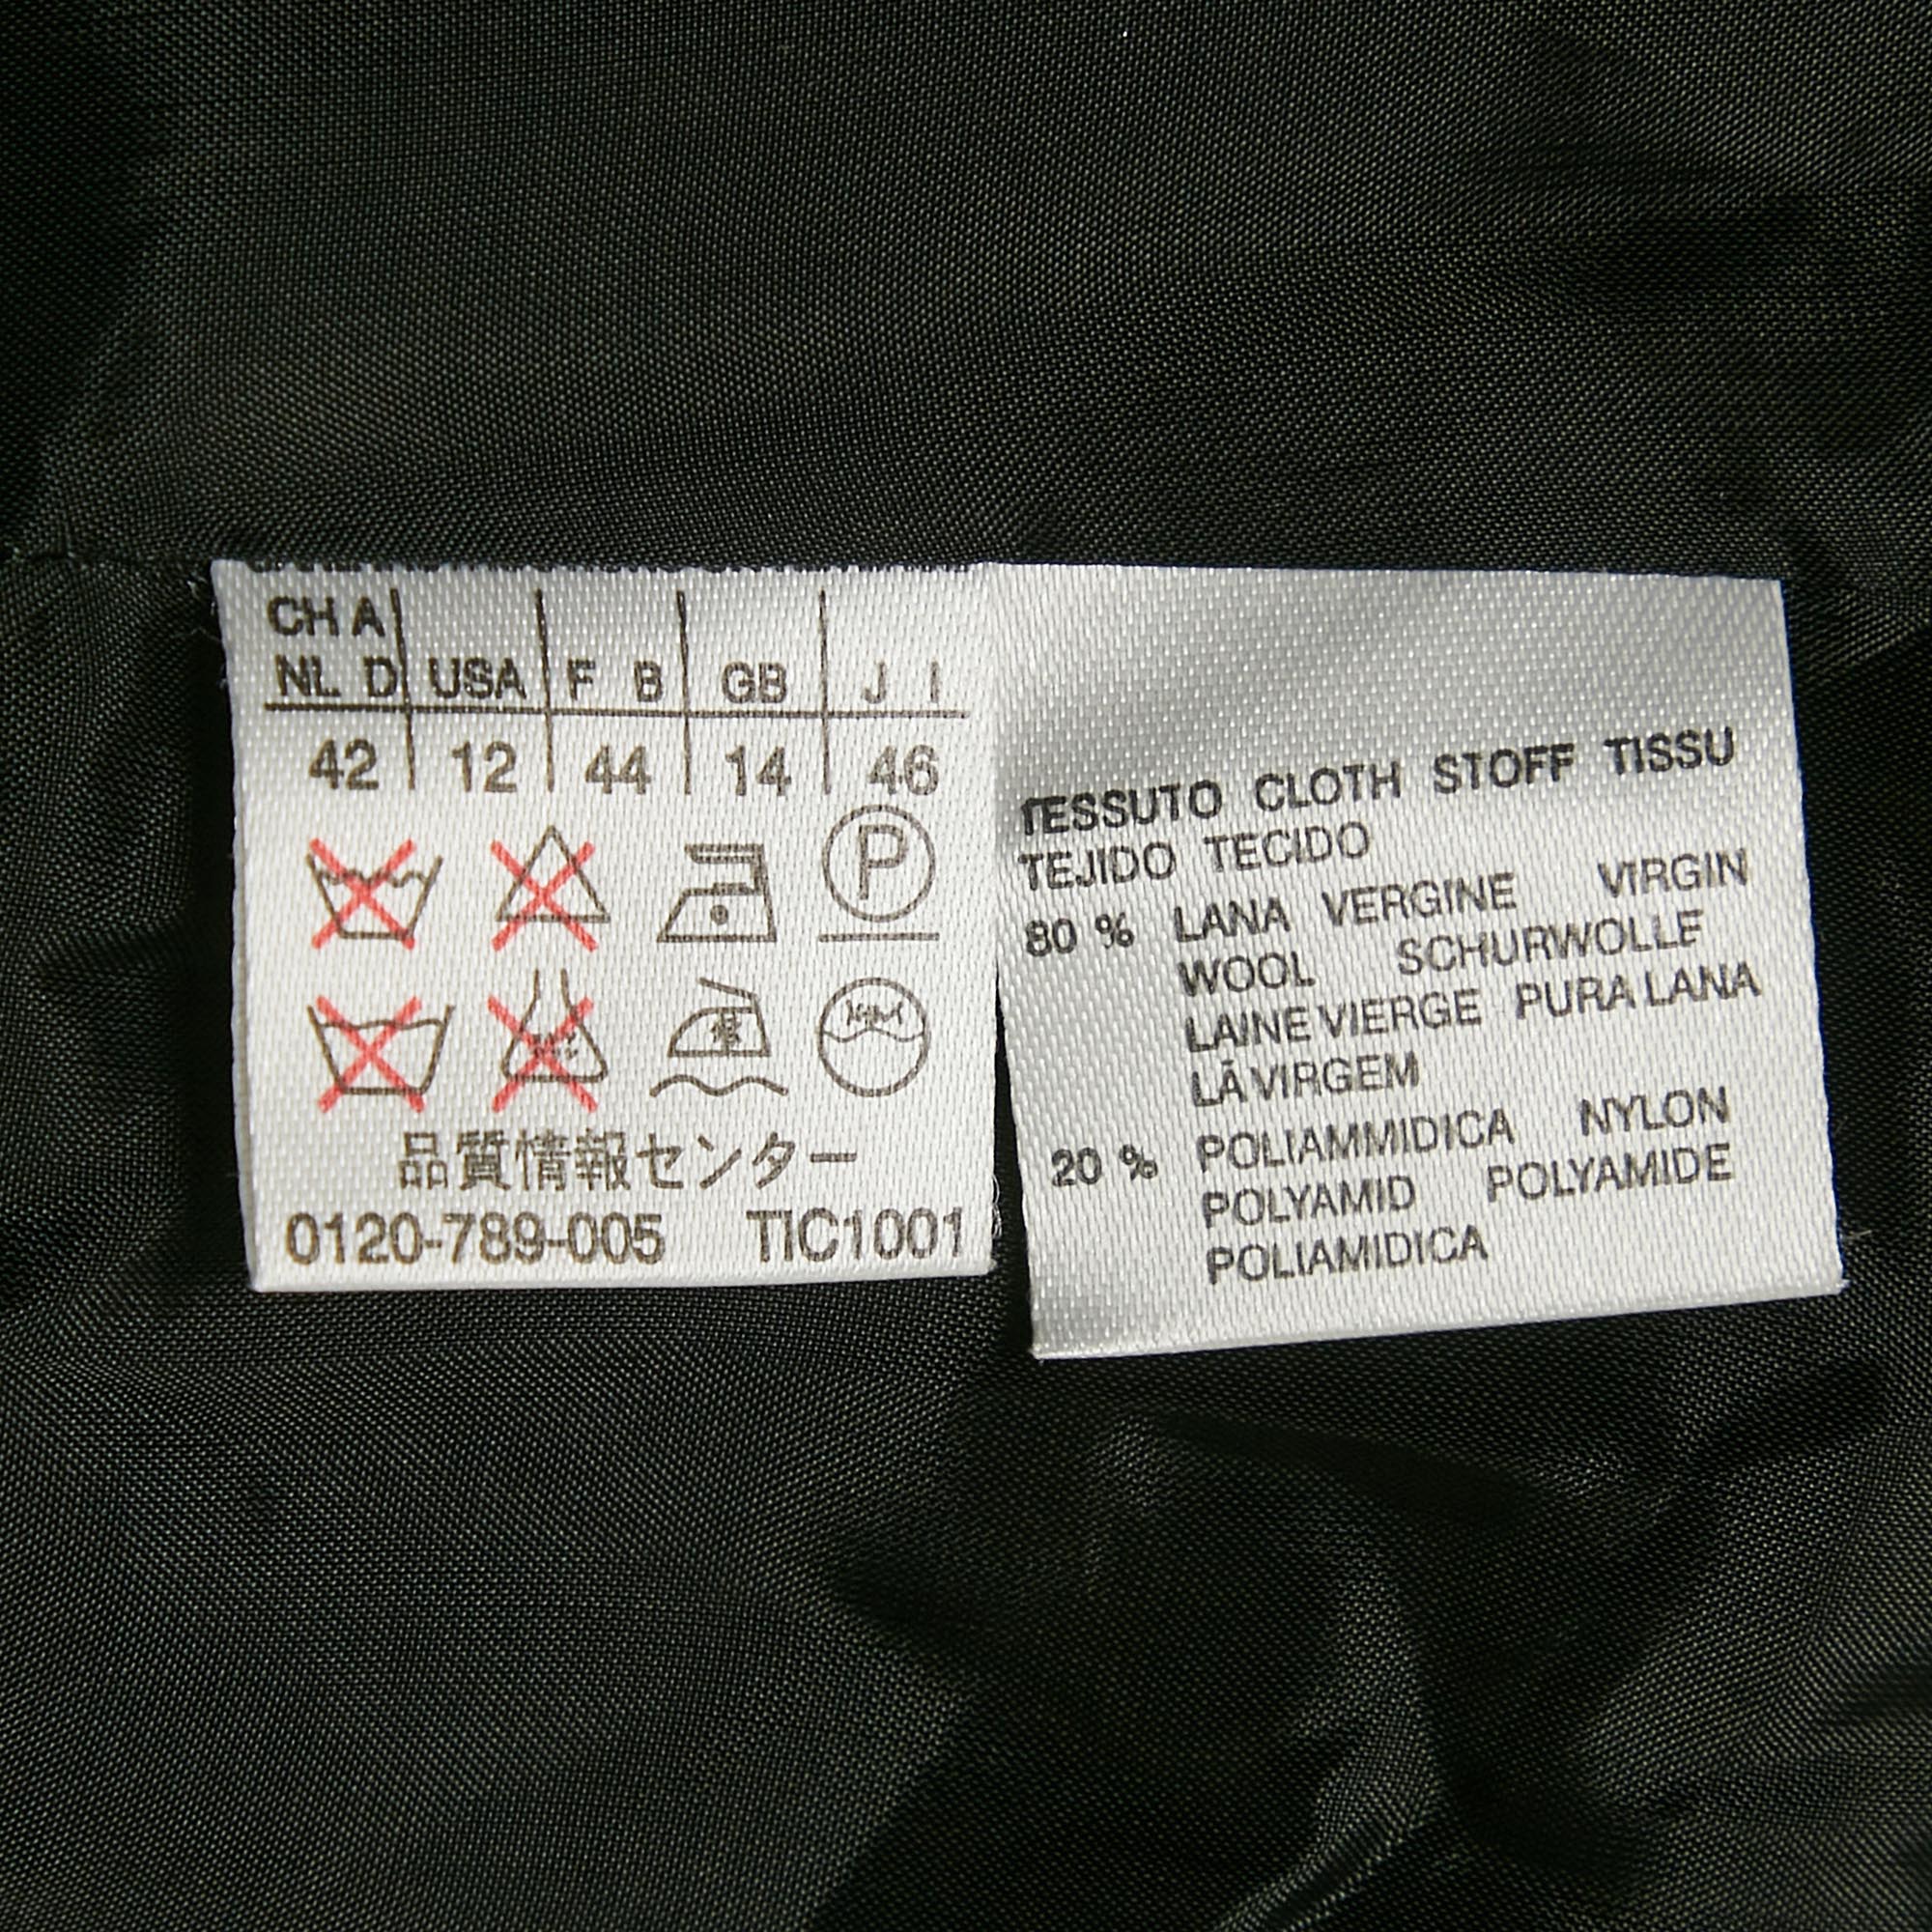 CH A
NL D USA F B GB J I
42 12 44 14 46
P
品質情報センター
0120-789-005 TIC1001
TESSUTO CLOTH STOFF TISSU
TEJIDO TECIDO
80 % LANA VERGINE VIRGIN
WOOL SCHURWOLLE
LAINE VIERGE PURA LANA
LÃ VIRGEM
20 % POLIAMMIDICA NYLON
POLYAMID POLYAMIDE
POLIAMIDICA